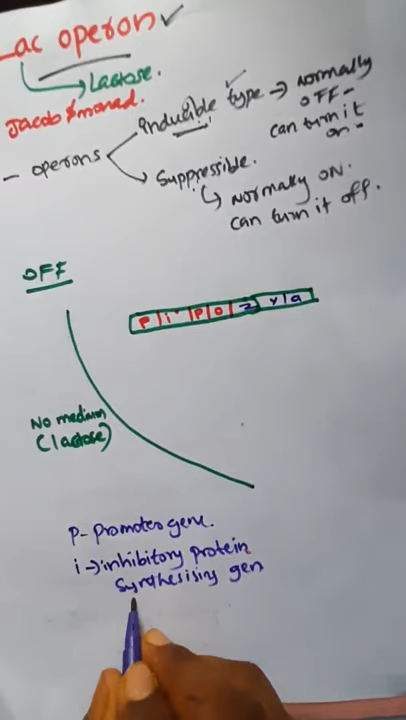 Lac operon ✓
Lactose.
Jacob & monad.
- operons
Inducible type → normally
OFF -
can turn it
on -
Suppressible.
↳ normally ON.
can turn it off.
OFF
P | i | P | O | z | y | a
No medium
(lactose)
P- Promoter gene.
i → inhibitory protein
synthesising gen